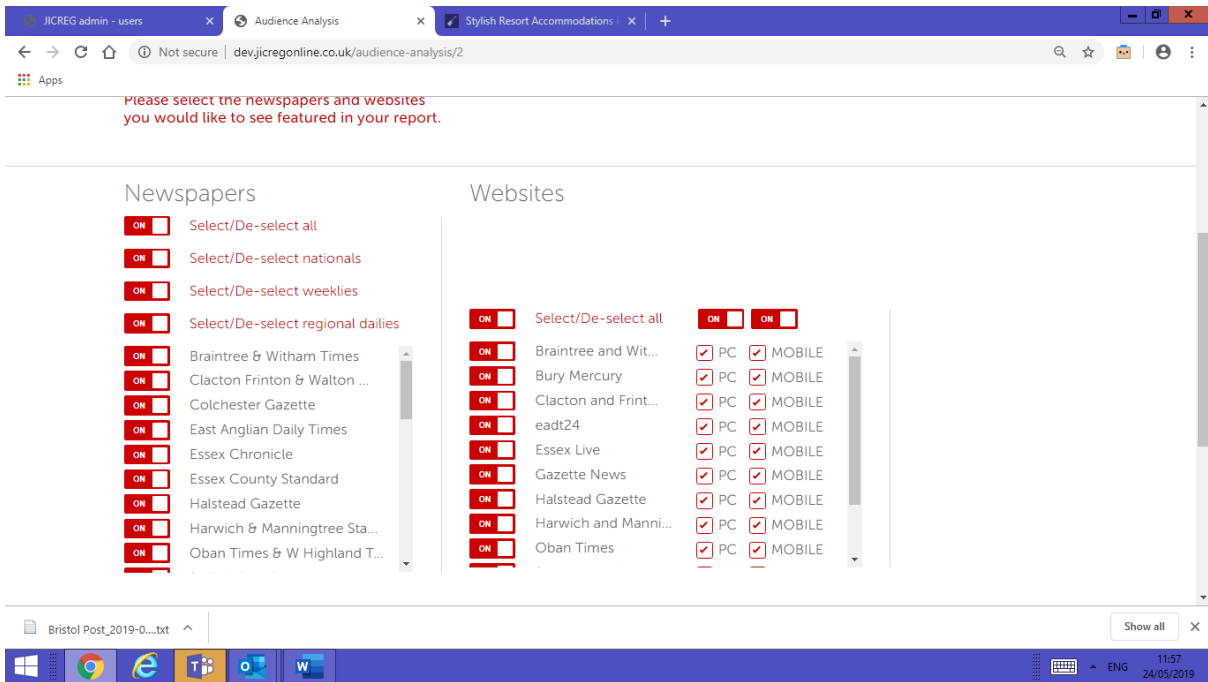 JICREG admin - users
Audience Analysis
Stylish Resort Accommodations
Not secure | dev.jicregonline.co.uk/audience-analysis/2
Apps
Please select the newspapers and websites
you would like to see featured in your report.
Newspapers
ON Select/De-select all
ON Select/De-select nationals
ON Select/De-select weeklies
ON Select/De-select regional dailies
ON Braintree & Witham Times
ON Clacton Frinton & Walton ...
ON Colchester Gazette
ON East Anglian Daily Times
ON Essex Chronicle
ON Essex County Standard
ON Halstead Gazette
ON Harwich & Manningtree Sta...
ON Oban Times & W Highland T...
Websites
ON Select/De-select all ON ON
ON Braintree and Wit... PC MOBILE
ON Bury Mercury PC MOBILE
ON Clacton and Frint... PC MOBILE
ON eadt24 PC MOBILE
ON Essex Live PC MOBILE
ON Gazette News PC MOBILE
ON Halstead Gazette PC MOBILE
ON Harwich and Manni... PC MOBILE
ON Oban Times PC MOBILE
Bristol Post_2019-0....txt
Show all
ENG
11:57
24/05/2019